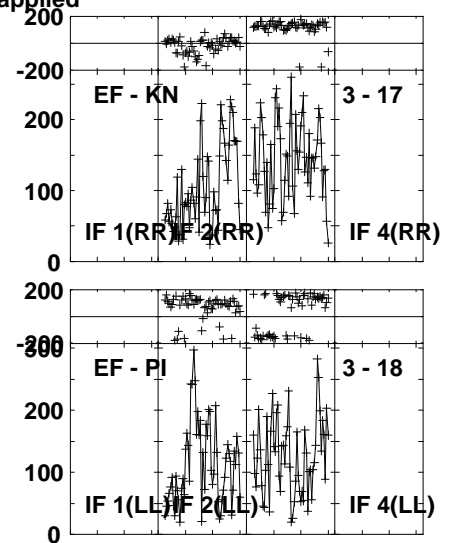 applied
200
-200
EF - KN 3 - 17
200
100
IF 1(RR) IF 2(RR) IF 4(RR)
0
200
-200
300
EF - PI 3 - 18
200
100
IF 1(LL) IF 2(LL) IF 4(LL)
0